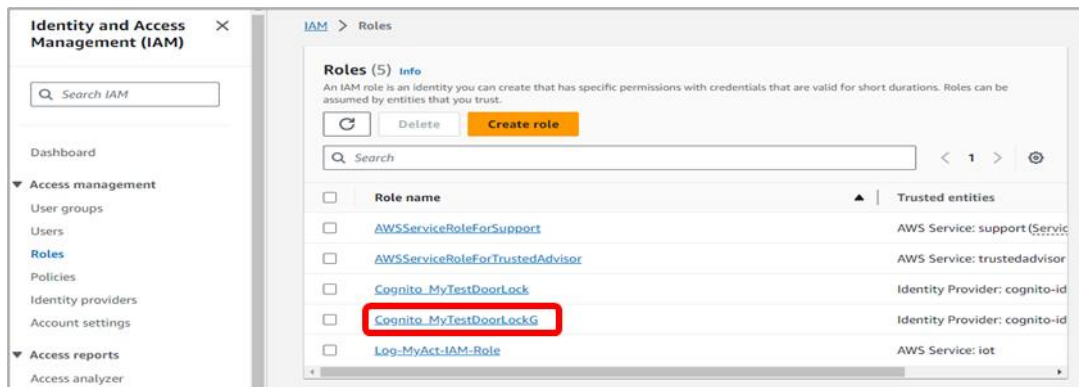 Identity and Access
Management (IAM)
Search IAM
Dashboard
Access management
User groups
Users
Roles
Policies
Identity providers
Account settings
Access reports
Access analyzer
IAM > Roles
Roles (5) Info
An IAM role is an identity you can create that has specific permissions with credentials that are valid for short durations. Roles can be
assumed by entities that you trust.
Delete Create role
Search
1
Role name Trusted entities
AWSServiceRoleForSupport AWS Service: support (Servic
AWSServiceRoleForTrustedAdvisor AWS Service: trustedadvisor
Cognito_MyTestDoorLock Identity Provider: cognito-id
Cognito_MyTestDoorLockG Identity Provider: cognito-id
Log-MyAct-IAM-Role AWS Service: iot